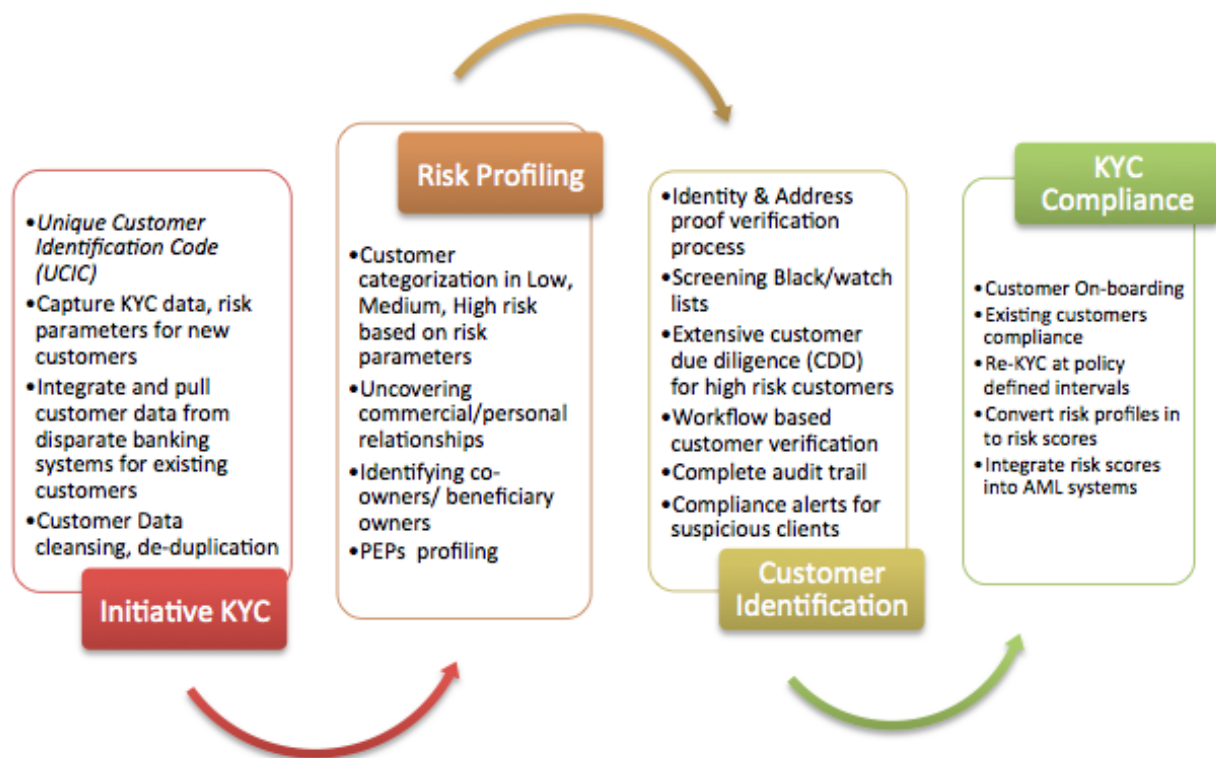 •Unique Customer
Identification Code
(UCIC)
•Capture KYC data, risk
parameters for new
customers
•Integrate and pull
customer data from
disparate banking
systems for existing
customers
•Customer Data
cleansing, de-duplication
Initiative KYC
Risk Profiling
•Customer
categorization in Low,
Medium, High risk
based on risk
parameters
•Uncovering
commercial/personal
relationships
•Identifying co-
owners/ beneficiary
owners
•PEPs profiling
•Identity & Address
proof verification
process
•Screening Black/watch
lists
•Extensive customer
due diligence (CDD)
for high risk customers
•Workflow based
customer verification
•Complete audit trail
•Compliance alerts for
suspicious clients
Customer
Identification
KYC
Compliance
•Customer On-boarding
•Existing customers
compliance
•Re-KYC at policy
defined intervals
•Convert risk profiles in
to risk scores
•Integrate risk scores
into AML systems